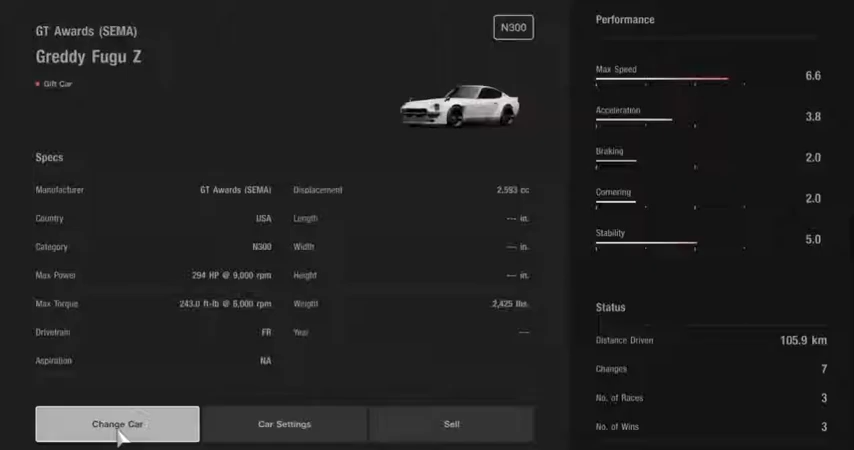 GT Awards (SEMA)
Greddy Fugu Z
Gift Car
N300
Specs
Manufacturer GT Awards (SEMA)
Country USA
Category N300
Max Power 294 HP @ 9,000 rpm
Max Torque 243.0 ft-lb @ 6,000 rpm
Drivetrain FR
Aspiration NA
Displacement 2,993 cc
Length --- in.
Width --- in.
Height --- in.
Weight 2,425 lbs.
Year ---
Change Car
Car Settings
Sell
Performance
Max Speed 6.6
Acceleration 3.8
Braking 2.0
Cornering 2.0
Stability 5.0
Status
Distance Driven 105.9 km
Changes 7
No. of Races 3
No. of Wins 3